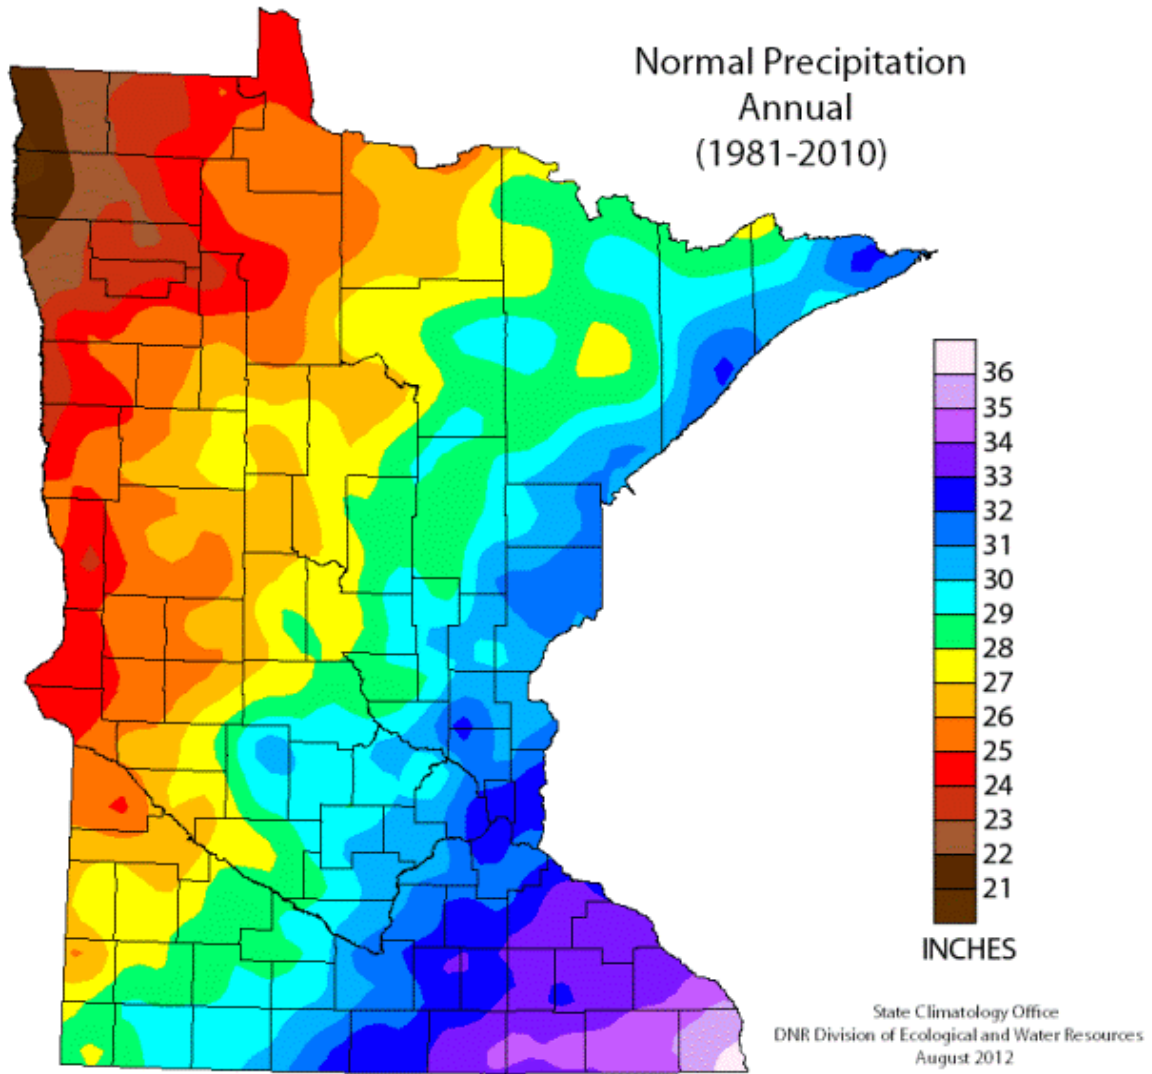 Normal Precipitation
Annual
(1981-2010)
36
35
34
33
32
31
30
29
28
27
26
25
24
23
22
21
INCHES
State Climatology Office
DNR Division of Ecological and Water Resources
August 2012